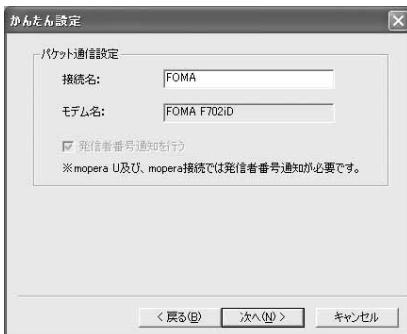 かんたん設定
パケット通信設定
接続名: FOMA
モデム名: FOMA F702iD
発信者番号通知を行う
※mopera U及び、mopera接続では発信者番号通知が必要です。
< 戻る(B) 次へ(N) > キャンセル